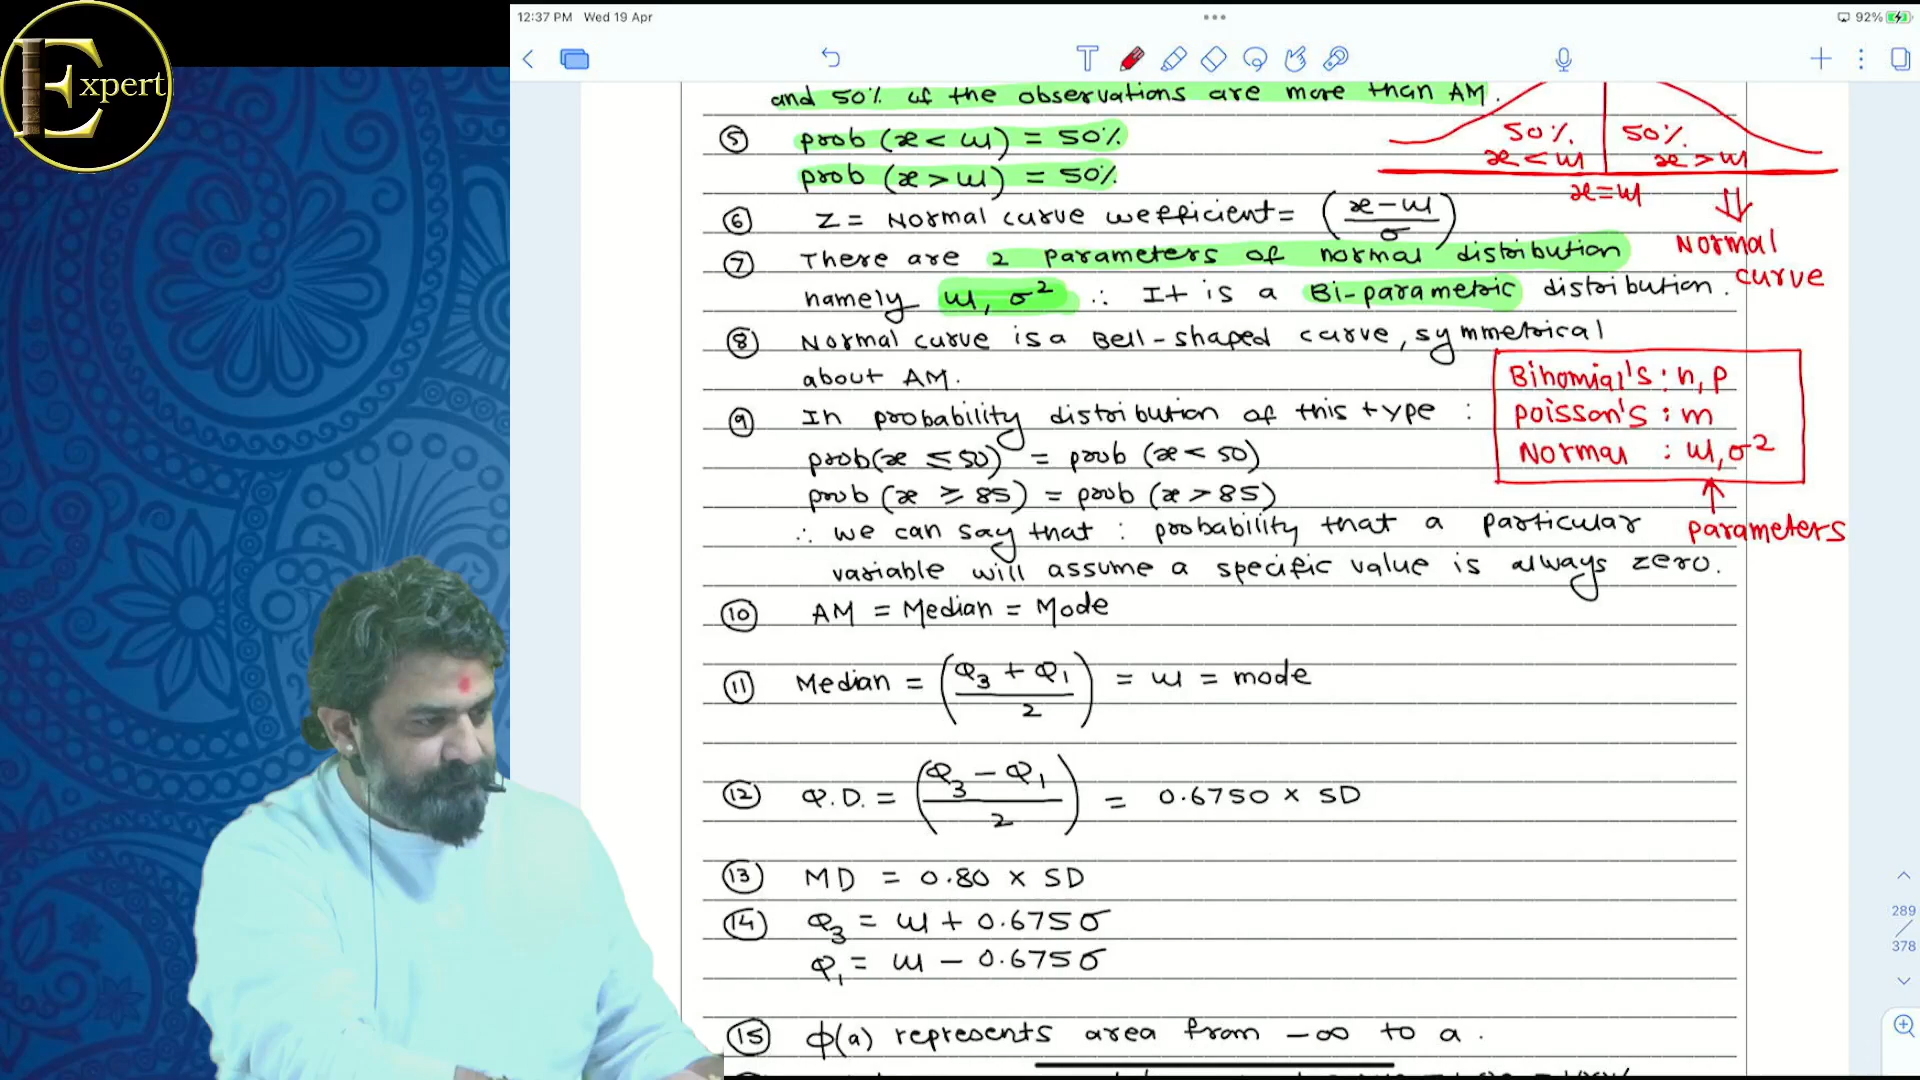 Expert
12:37 PM Wed 19 Apr
92%
and 50% of the observations are more than AM.
⑤ prob (x < μ) = 50%
prob (x > μ) = 50%
50% 50%
x < μ x > μ
x = μ
Normal curve
⑥ Z = Normal curve coefficient = (x − μ / σ)
⑦ There are 2 parameters of normal distribution
namely μ, σ² ∴ It is a Bi-parametric distribution.
⑧ Normal curve is a Bell-shaped curve, symmetrical
about AM.
Binomial's : n, p
Poisson's : m
Normal : μ, σ²
parameters
⑨ In probability distribution of this type :
prob(x ≤ 50) = prob (x < 50)
prob (x ≥ 85) = prob (x > 85)
∴ we can say that : probability that a particular
variable will assume a specific value is always zero.
⑩ AM = Median = Mode
⑪ Median = (Q₃ + Q₁ / 2) = μ = mode
⑫ Q.D. = (Q₃ − Q₁ / 2) = 0.6750 × SD
⑬ MD = 0.80 × SD
⑭ Q₃ = μ + 0.675σ
Q₁ = μ − 0.675σ
⑮ ϕ(a) represents area from −∞ to a.
289
378